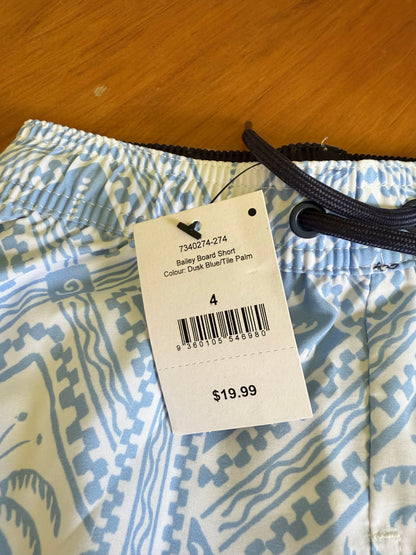 7340274-274
Bailey Board Short
Colour: Dusk Blue/Tile Palm
4
9 360105 546980
$19.99